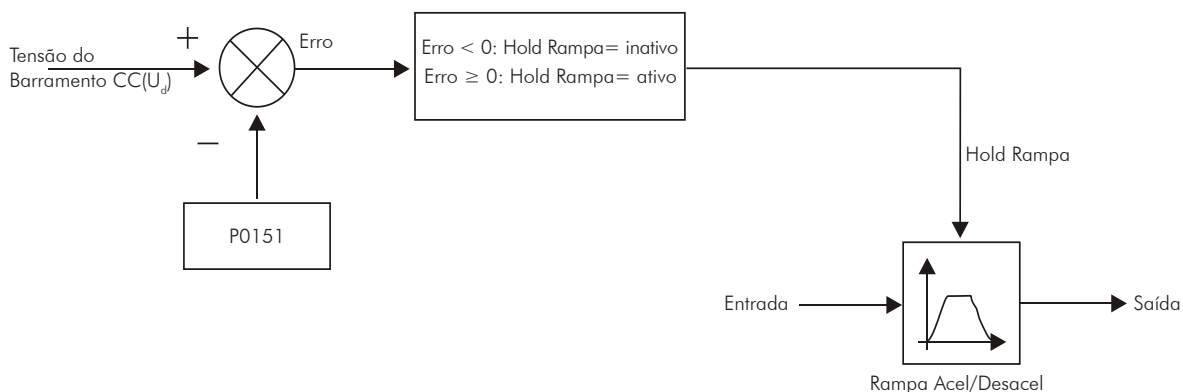 Tensão do
Barramento CC(Ud)
+
Erro
−
P0151
Erro < 0: Hold Rampa= inativo
Erro ≥ 0: Hold Rampa= ativo
Hold Rampa
Entrada
Saída
Rampa Acel/Desacel